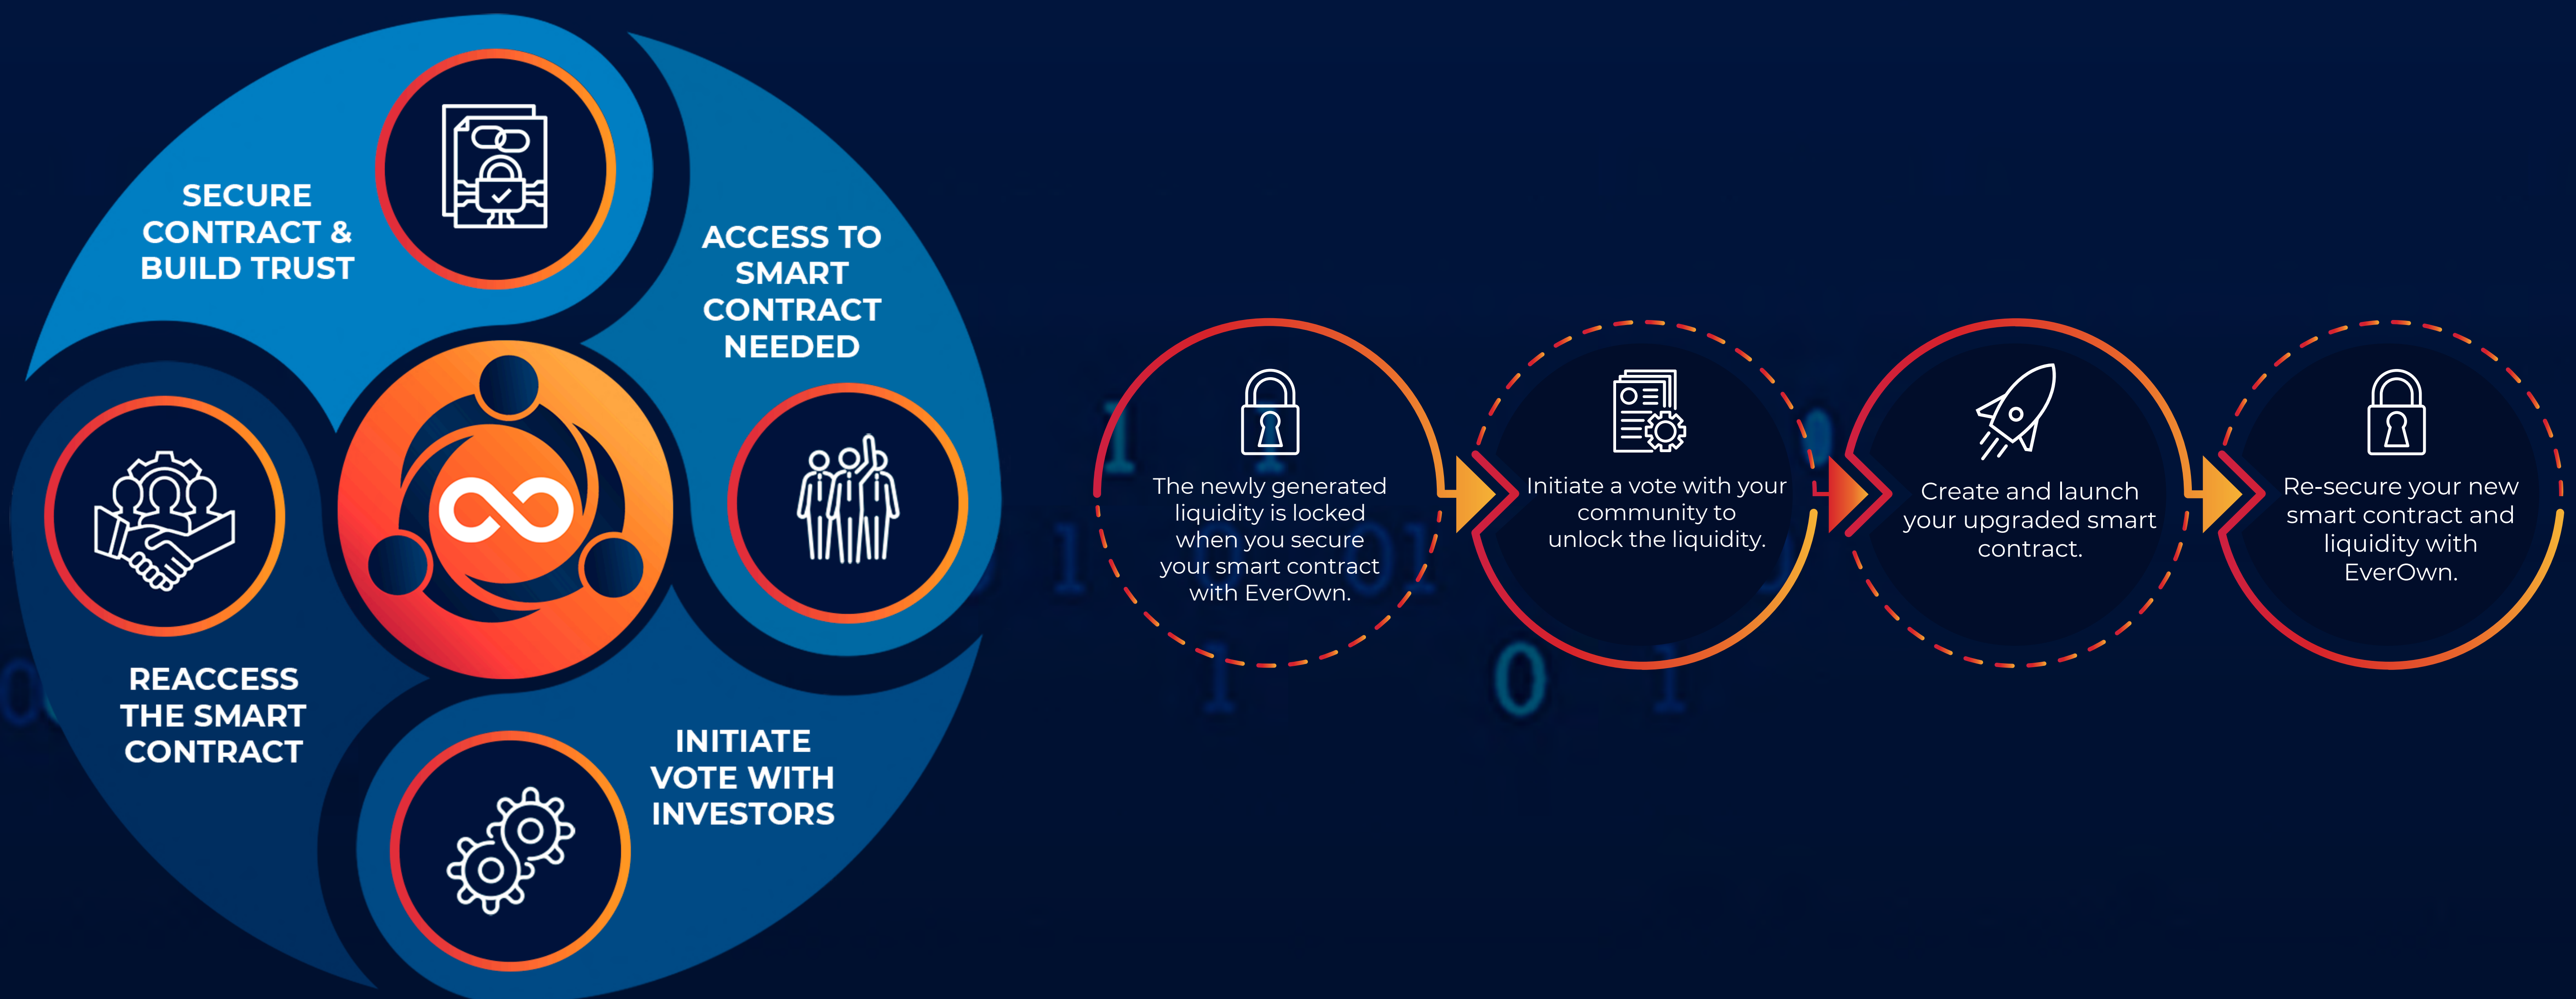 SECURE
CONTRACT &
BUILD TRUST
ACCESS TO
SMART
CONTRACT
NEEDED
INITIATE
VOTE WITH
INVESTORS
REACCESS
THE SMART
CONTRACT
The newly generated
liquidity is locked
when you secure
your smart contract
with EverOwn.
Initiate a vote with your
community to
unlock the liquidity.
Create and launch
your upgraded smart
contract.
Re-secure your new
smart contract and
liquidity with
EverOwn.